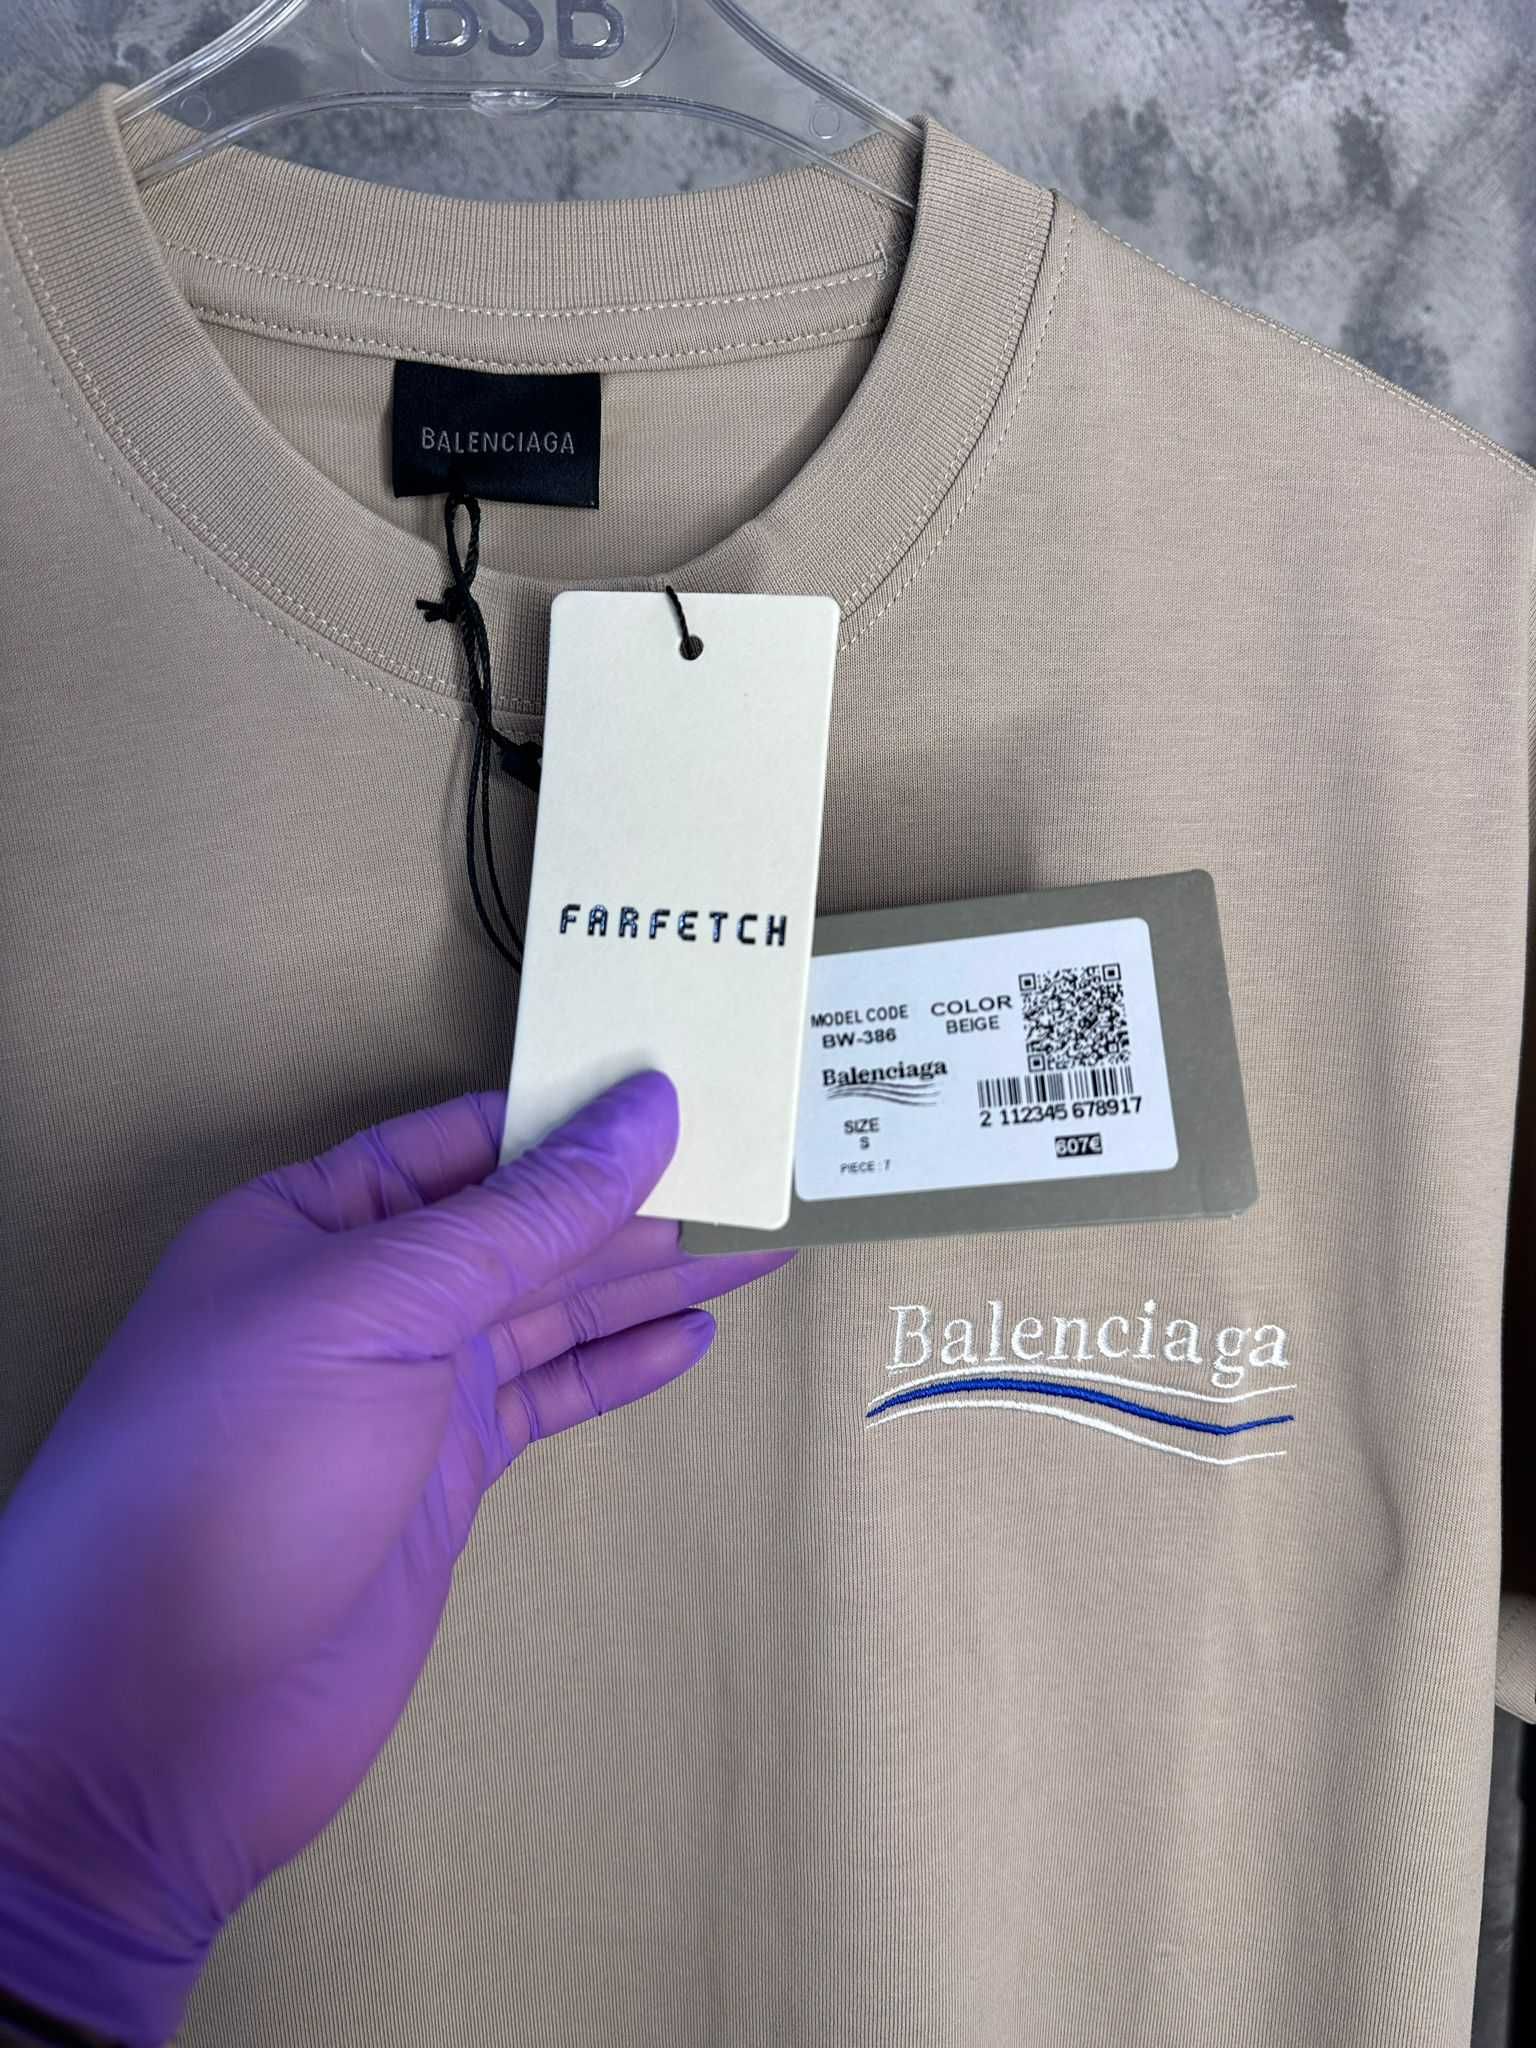 BSB
BALENCIAGA
FARFETCH
MODEL CODE
BW-386
COLOR
BEIGE
Balenciaga
SIZE
S
PIECE : 7
2 112345 678917
607€
Balenciaga